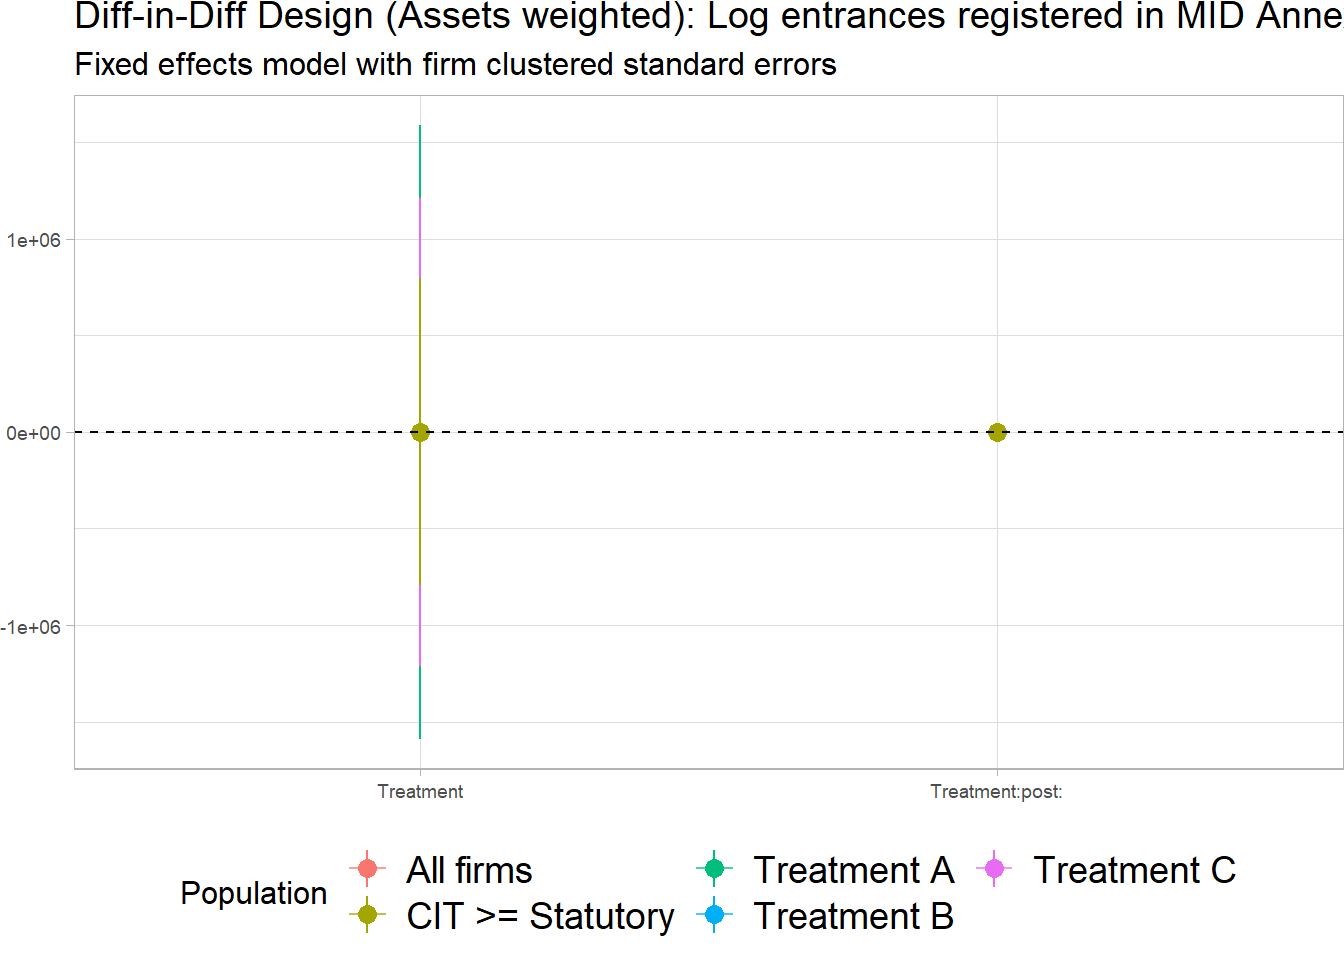 Diff-in-Diff Design (Assets weighted): Log entrances registered in MID Anne
Fixed effects model with firm clustered standard errors
1e+06
0e+00
-1e+06
Treatment
Treatment:post:
Population
All firms
Treatment A
Treatment C
CIT >= Statutory
Treatment B